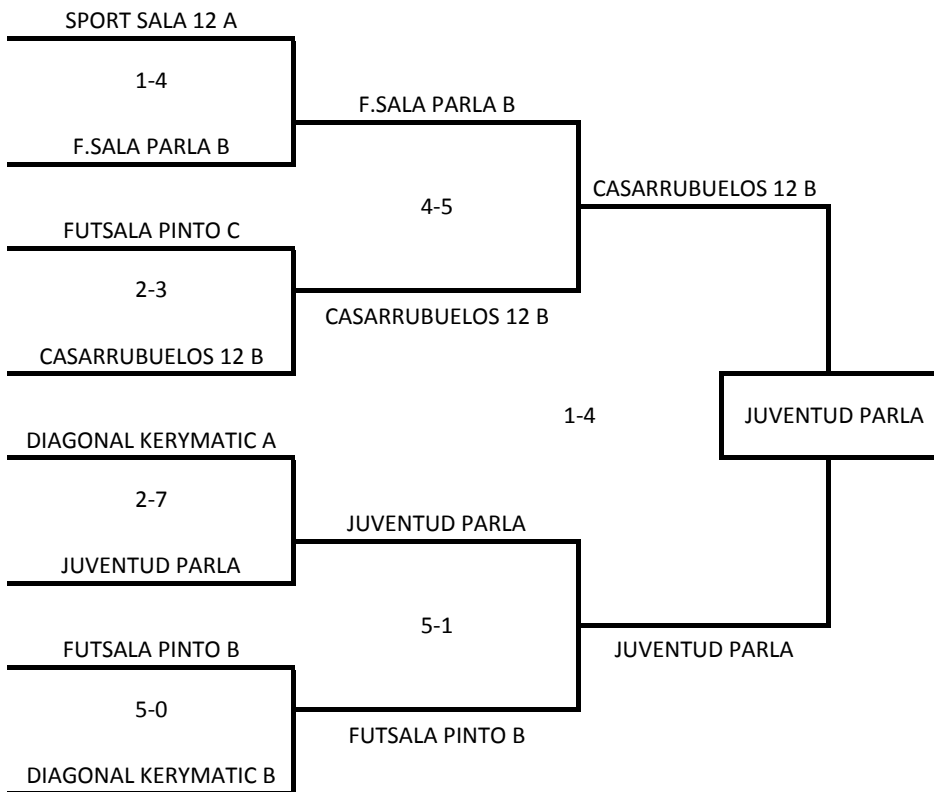 SPORT SALA 12 A
1-4
F.SALA PARLA B
F.SALA PARLA B
CASARRUBUELOS 12 B
4-5
FUTSALA PINTO C
2-3
CASARRUBUELOS 12 B
CASARRUBUELOS 12 B
1-4
JUVENTUD PARLA
DIAGONAL KERYMATIC A
2-7
JUVENTUD PARLA
JUVENTUD PARLA
5-1
FUTSALA PINTO B
JUVENTUD PARLA
5-0
FUTSALA PINTO B
DIAGONAL KERYMATIC B